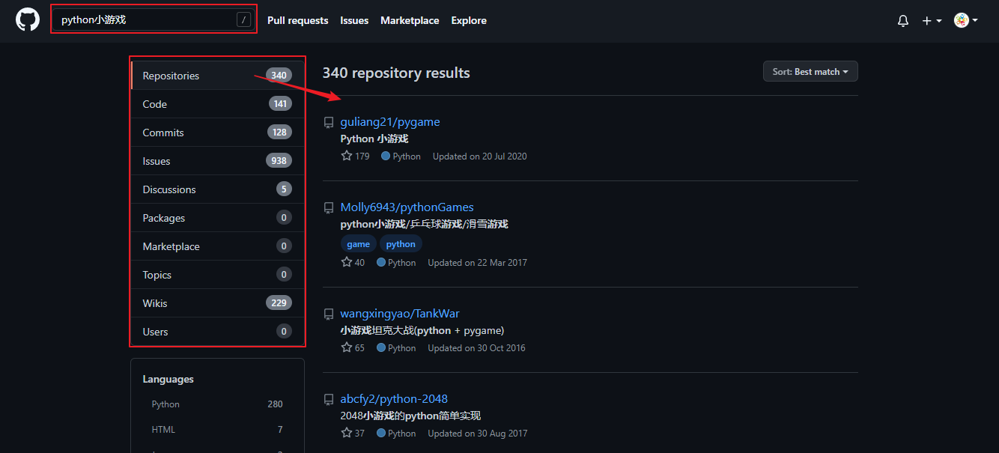 python小游戏 /
Pull requests Issues Marketplace Explore
Repositories 340
Code 141
Commits 128
Issues 938
Discussions 5
Packages 0
Marketplace 0
Topics 0
Wikis 229
Users 0
Languages
Python 280
HTML 7
340 repository results
Sort: Best match
guliang21/pygame
Python 小游戏
179 Python Updated on 20 Jul 2020
Molly6943/pythonGames
python小游戏/乒乓球游戏/滑雪游戏
game python
40 Python Updated on 22 Mar 2017
wangxingyao/TankWar
小游戏坦克大战(python + pygame)
65 Python Updated on 30 Oct 2016
abcfy2/python-2048
2048小游戏的python简单实现
37 Python Updated on 30 Aug 2017